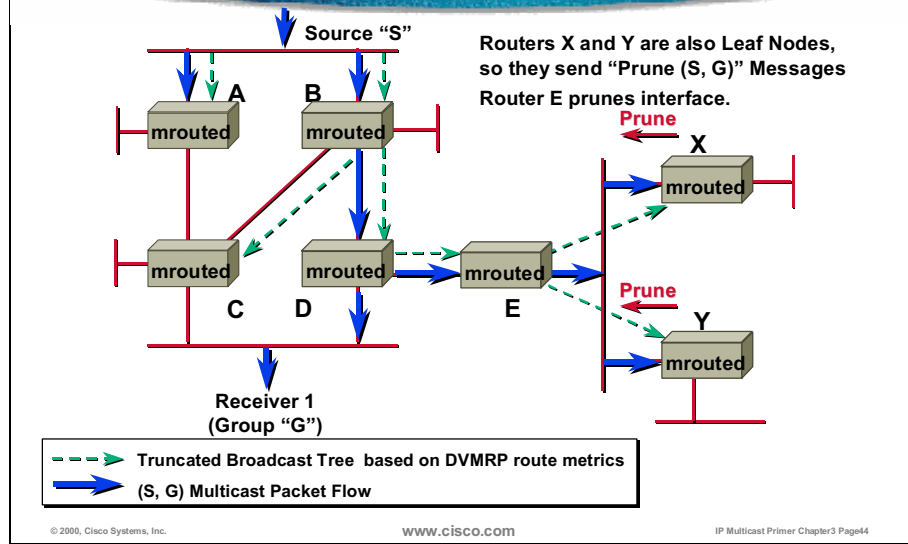 Source “S”
Routers X and Y are also Leaf Nodes,
so they send “Prune (S, G)” Messages
Router E prunes interface.
A
B
Prune
X
mrouted
mrouted
mrouted
mrouted
mrouted
mrouted
C
D
E
Prune
Y
mrouted
Receiver 1
(Group “G”)
Truncated Broadcast Tree based on DVMRP route metrics
(S, G) Multicast Packet Flow
© 2000, Cisco Systems, Inc.
www.cisco.com
IP Multicast Primer Chapter3 Page44